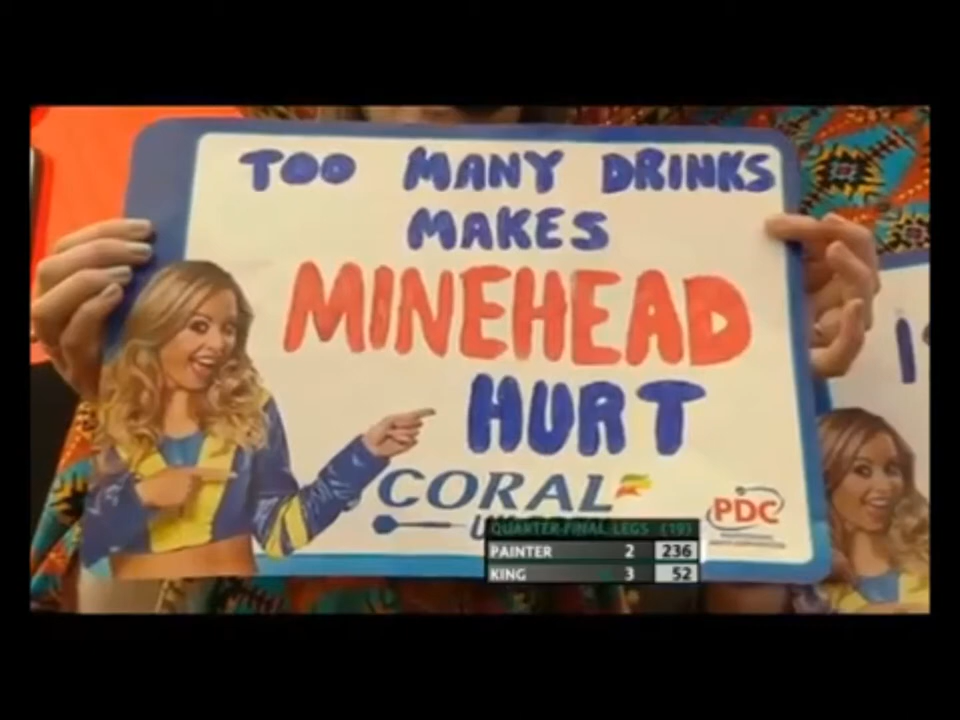 TOO MANY DRINKS
MAKES
MINEHEAD
HURT
CORAL
PDC
QUARTER-FINAL LEGS (19)
PAINTER 2 236
KING 3 52